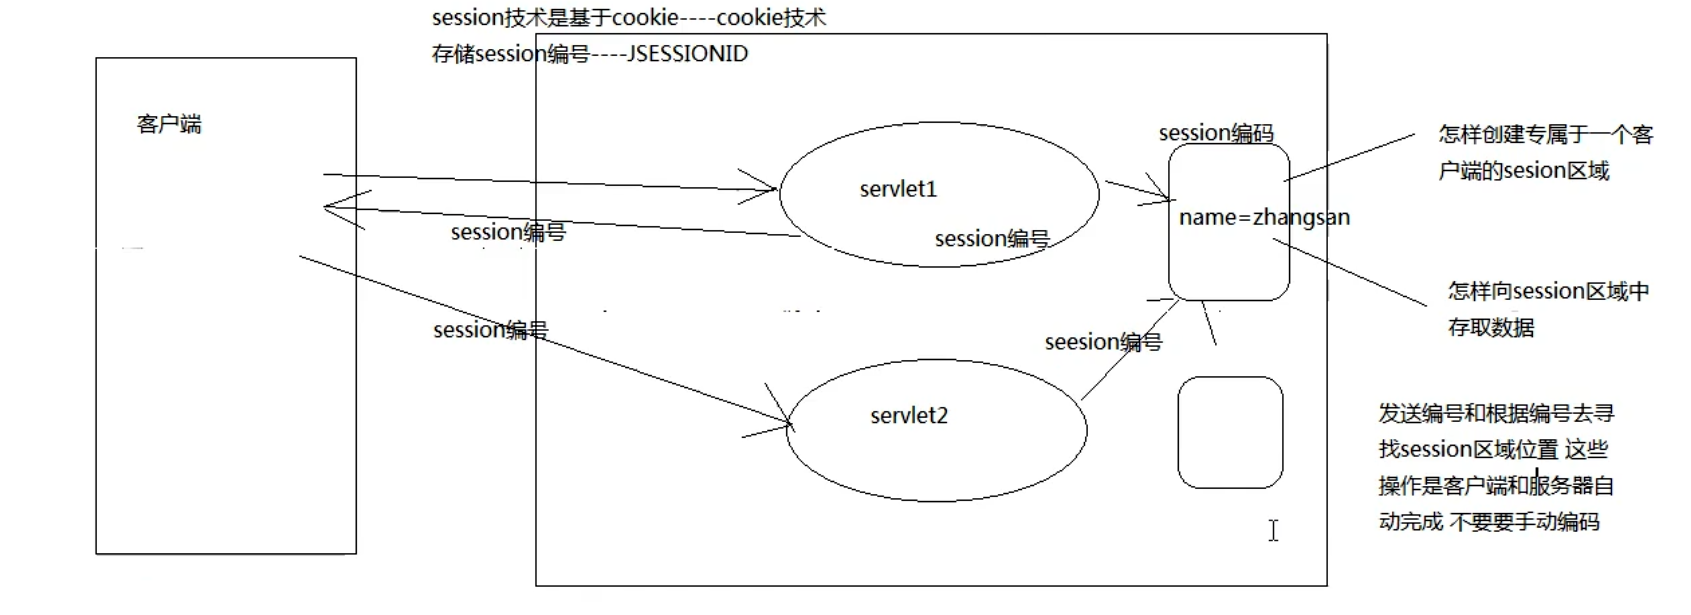 session技术是基于cookie----cookie技术
存储session编号----JSESSIONID
客户端
session编码
怎样创建专属于一个客
户端的sesion区域
servlet1
name=zhangsan
session编号
session编号
怎样向session区域中
存取数据
session编号
seesion编号
servlet2
发送编号和根据编号去寻
找session区域位置 这些
操作是客户端和服务器自
动完成 不要要手动编码